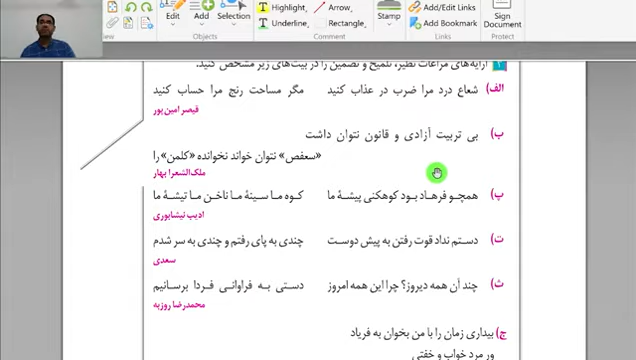 Edit
Add New
Selection
Objects
Highlight
Underline
Arrow
Rectangle
Comment
Stamp
Add/Edit Links
Add Bookmark
Links
Sign Document
Security
۲ آرایه‌های مراعات نظیر، تلمیح و تضمین را در بیت‌های زیر مشخص کنید.
الف) شعاع درد مرا ضرب در عذاب کنید مگر مساحت رنج مرا حساب کنید
قیصر امین‌پور
ب) بی تربیت آزادی و قانون نتوان داشت
«سعفص» نتوان خواند نخوانده «کلمن» را
ملک‌الشعرا بهار
پ) همچو فرهاد بود کوهکنی پیشهٔ ما کوه ما سینهٔ ما ناخن ما تیشهٔ ما
ادیب نیشابوری
ت) دستم نداد قوت رفتن به پیش دوست چندی به پای رفتم و چندی به سر شدم
سعدی
ث) چند آن همه دیروز؟ چرا این همه امروز دستی به فراوانی فردا برسانیم
محمدرضا روزبه
ج) بیداری زمان را با من بخوان به فریاد
ور مرد خواب و خفتی